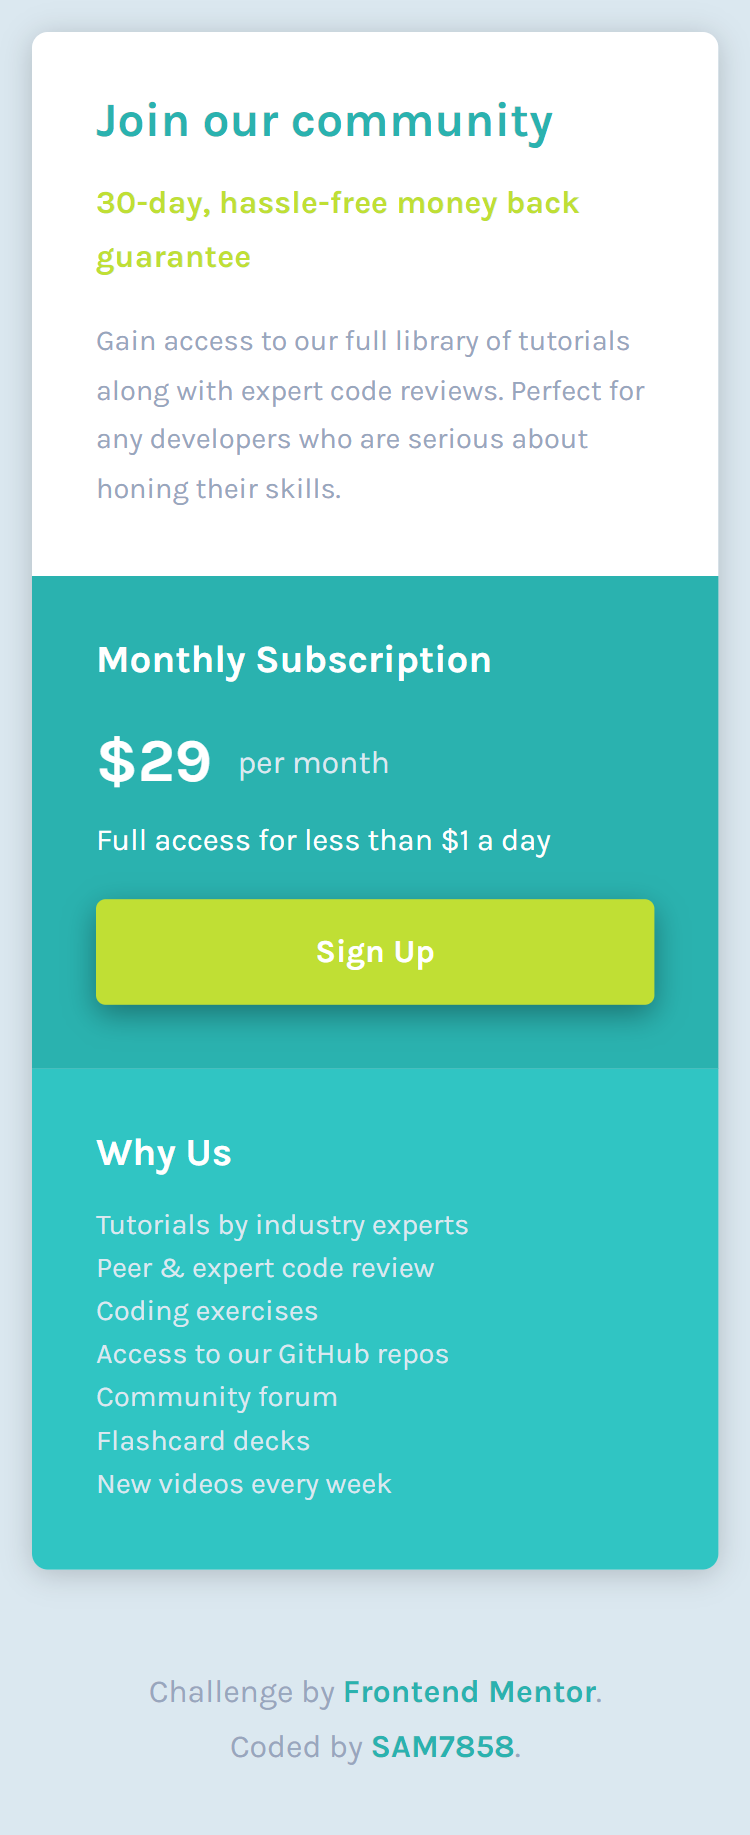 Join our community
30-day, hassle-free money back
guarantee
Gain access to our full library of tutorials
along with expert code reviews. Perfect for
any developers who are serious about
honing their skills.
Monthly Subscription
$29 per month
Full access for less than $1 a day
Sign Up
Why Us
Tutorials by industry experts
Peer & expert code review
Coding exercises
Access to our GitHub repos
Community forum
Flashcard decks
New videos every week
Challenge by Frontend Mentor.
Coded by SAM7858.